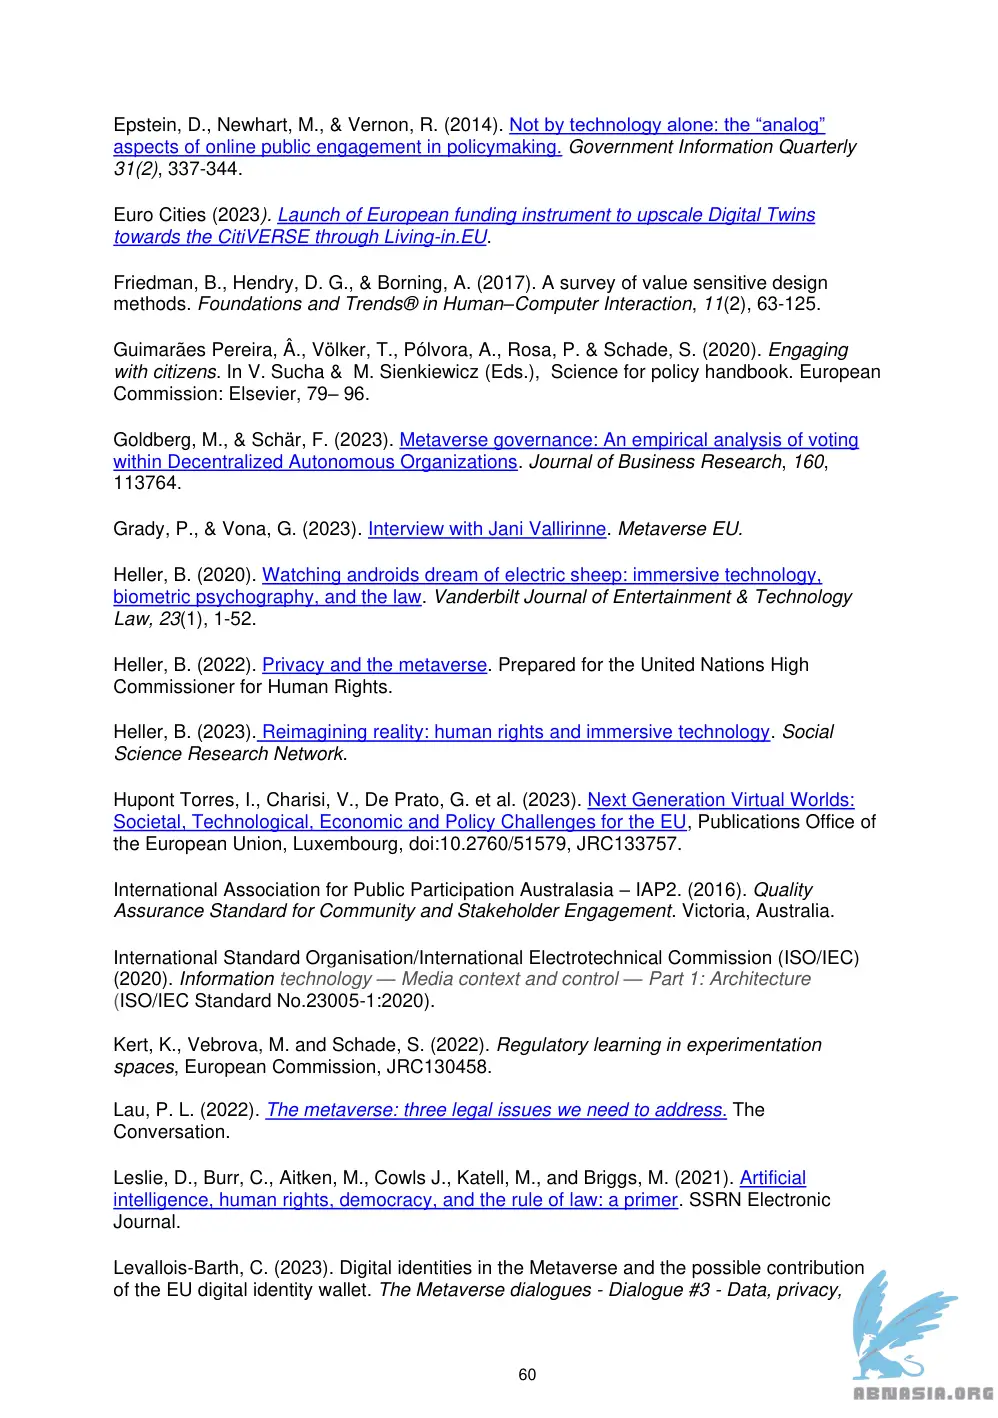 Epstein, D., Newhart, M., & Vernon, R. (2014). Not by technology alone: the “analog”
aspects of online public engagement in policymaking. Government Information Quarterly
31(2), 337-344.
Euro Cities (2023). Launch of European funding instrument to upscale Digital Twins
towards the CitiVERSE through Living-in.EU.
Friedman, B., Hendry, D. G., & Borning, A. (2017). A survey of value sensitive design
methods. Foundations and Trends® in Human–Computer Interaction, 11(2), 63-125.
Guimarães Pereira, Â., Völker, T., Pólvora, A., Rosa, P. & Schade, S. (2020). Engaging
with citizens. In V. Sucha &  M. Sienkiewicz (Eds.),  Science for policy handbook. European
Commission: Elsevier, 79– 96.
Goldberg, M., & Schär, F. (2023). Metaverse governance: An empirical analysis of voting
within Decentralized Autonomous Organizations. Journal of Business Research, 160,
113764.
Grady, P., & Vona, G. (2023). Interview with Jani Vallirinne. Metaverse EU.
Heller, B. (2020). Watching androids dream of electric sheep: immersive technology,
biometric psychography, and the law. Vanderbilt Journal of Entertainment & Technology
Law, 23(1), 1-52.
Heller, B. (2022). Privacy and the metaverse. Prepared for the United Nations High
Commissioner for Human Rights.
Heller, B. (2023). Reimagining reality: human rights and immersive technology. Social
Science Research Network.
Hupont Torres, I., Charisi, V., De Prato, G. et al. (2023). Next Generation Virtual Worlds:
Societal, Technological, Economic and Policy Challenges for the EU, Publications Office of
the European Union, Luxembourg, doi:10.2760/51579, JRC133757.
International Association for Public Participation Australasia – IAP2. (2016). Quality
Assurance Standard for Community and Stakeholder Engagement. Victoria, Australia.
International Standard Organisation/International Electrotechnical Commission (ISO/IEC)
(2020). Information technology — Media context and control — Part 1: Architecture
(ISO/IEC Standard No.23005-1:2020).
Kert, K., Vebrova, M. and Schade, S. (2022). Regulatory learning in experimentation
spaces, European Commission, JRC130458.
Lau, P. L. (2022). The metaverse: three legal issues we need to address. The
Conversation.
Leslie, D., Burr, C., Aitken, M., Cowls J., Katell, M., and Briggs, M. (2021). Artificial
intelligence, human rights, democracy, and the rule of law: a primer. SSRN Electronic
Journal.
Levallois-Barth, C. (2023). Digital identities in the Metaverse and the possible contribution
of the EU digital identity wallet. The Metaverse dialogues - Dialogue #3 - Data, privacy,
60
ABNASIA.ORG